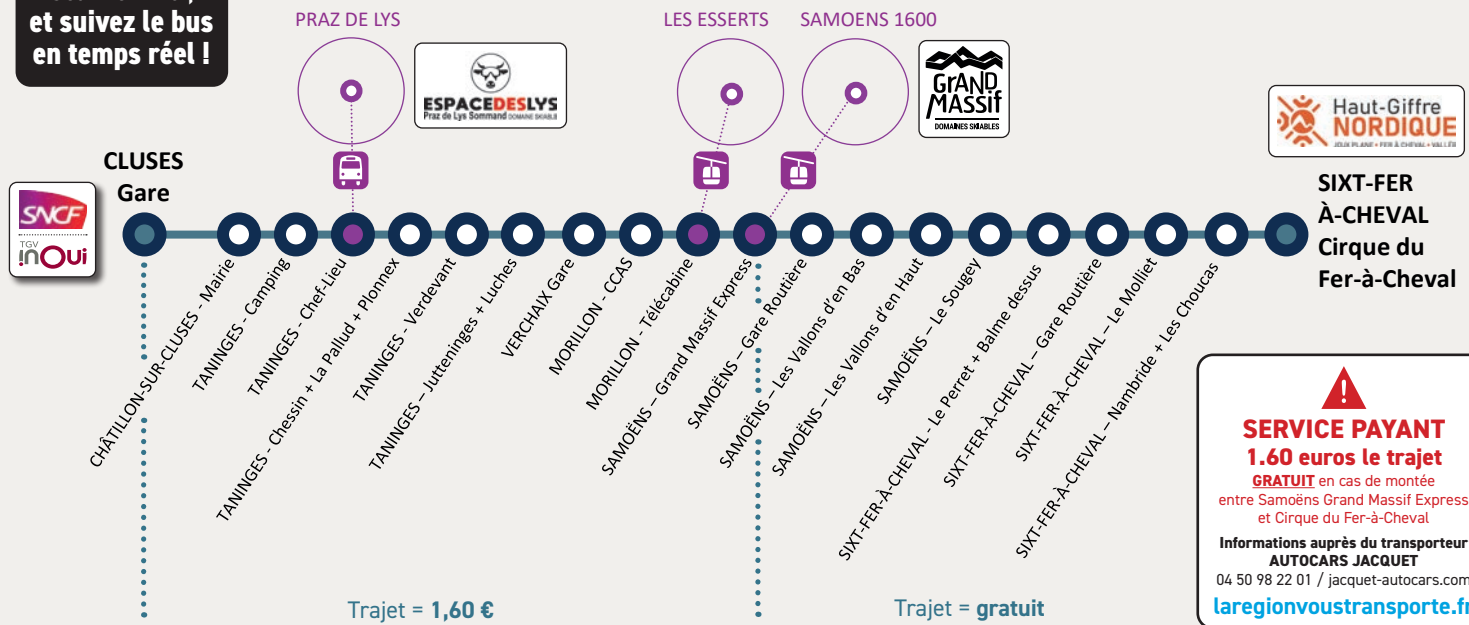 et suivez le bus
en temps réel !
PRAZ DE LYS
LES ESSERTS
SAMOENS 1600
ESPACEDESLYS
Praz de Lys Sommand DOMAINE SKIABLE
GRAND
MASSIF
DOMAINES SKIABLES
Haut-Giffre
NORDIQUE
JOUX PLANE • FER À CHEVAL • VALLÉE
SNCF
TGV
inOui
CLUSES
Gare
SIXT-FER
À-CHEVAL
Cirque du
Fer-à-Cheval
CHÂTILLON-SUR-CLUSES - Mairie
TANINGES - Camping
TANINGES - Chef-Lieu
TANINGES - Chessin + La Pallud + Plonnex
TANINGES - Verdevant
TANINGES – Jutteninges + Luches
VERCHAIX Gare
MORILLON - CCAS
MORILLON - Télécabine
SAMOËNS – Grand Massif Express
SAMOËNS – Gare Routière
SAMOËNS – Les Vallons d'en Bas
SAMOËNS – Les Vallons d'en Haut
SAMOËNS – Le Sougey
SIXT-FER-À-CHEVAL - Le Perret + Balme dessus
SIXT-FER-À-CHEVAL – Gare Routière
SIXT-FER-À-CHEVAL – Le Molliet
SIXT-FER-À-CHEVAL – Nambride + Les Choucas
Trajet = 1,60 €
Trajet = gratuit
SERVICE PAYANT
1.60 euros le trajet
GRATUIT en cas de montée
entre Samoëns Grand Massif Express
et Cirque du Fer-à-Cheval
Informations auprès du transporteur
AUTOCARS JACQUET
04 50 98 22 01 / jacquet-autocars.com
laregionvoustransporte.fr